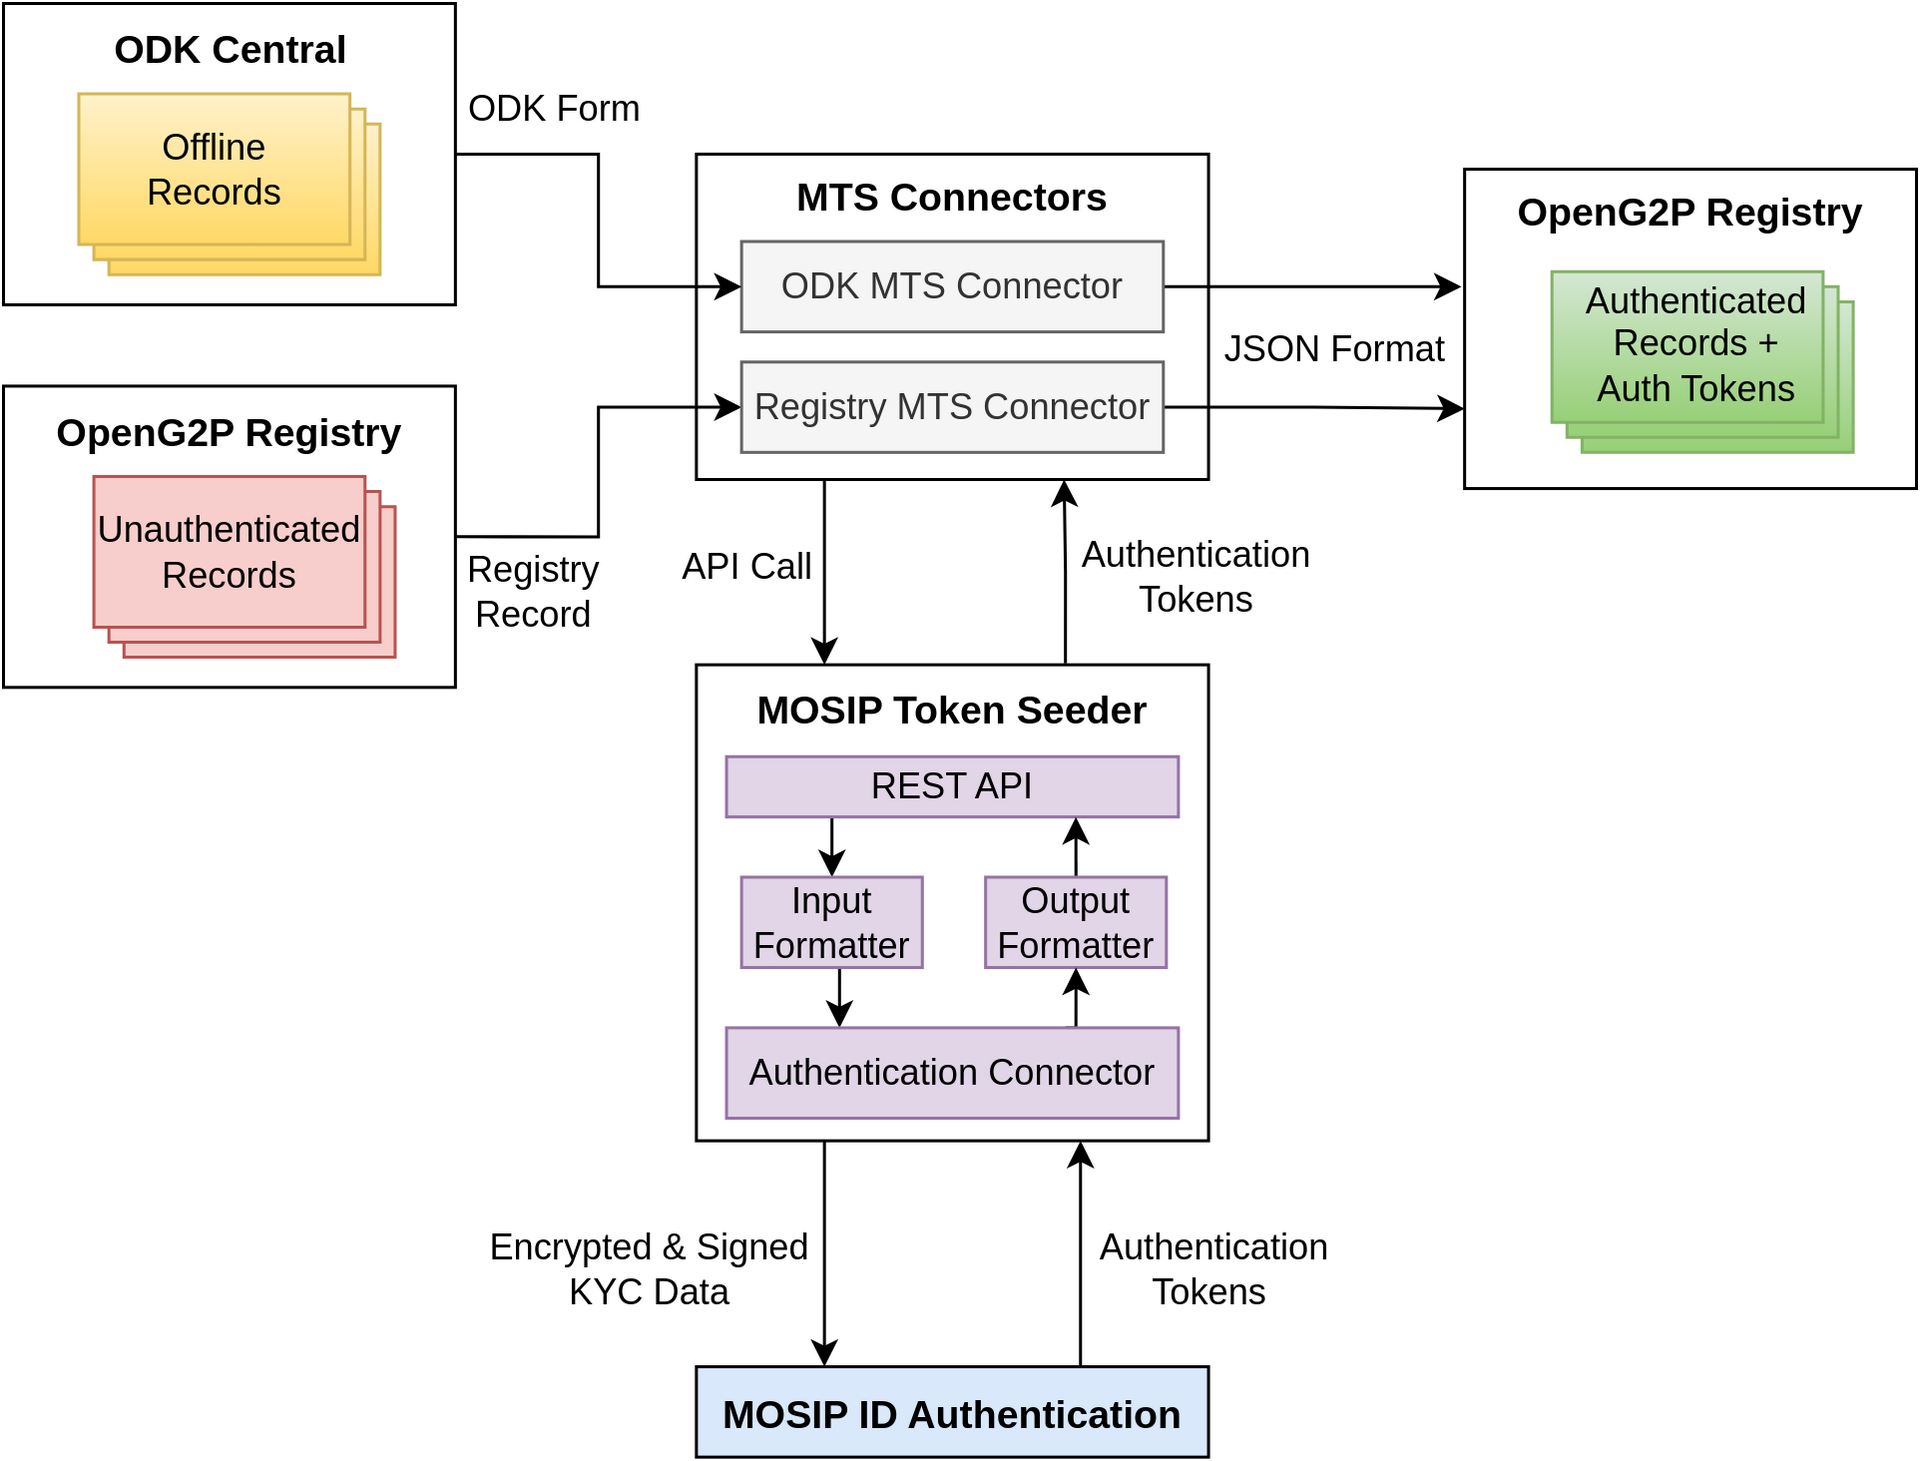 ODK Central
Offline
Records
ODK Form
MTS Connectors
ODK MTS Connector
Registry MTS Connector
JSON Format
OpenG2P Registry
Authenticated
Records +
Auth Tokens
OpenG2P Registry
Unauthenticated
Records
Registry
Record
API Call
Authentication
Tokens
MOSIP Token Seeder
REST API
Input
Formatter
Output
Formatter
Authentication Connector
Encrypted & Signed
KYC Data
Authentication
Tokens
MOSIP ID Authentication